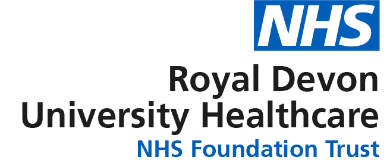 NHS
Royal Devon
University Healthcare
NHS Foundation Trust